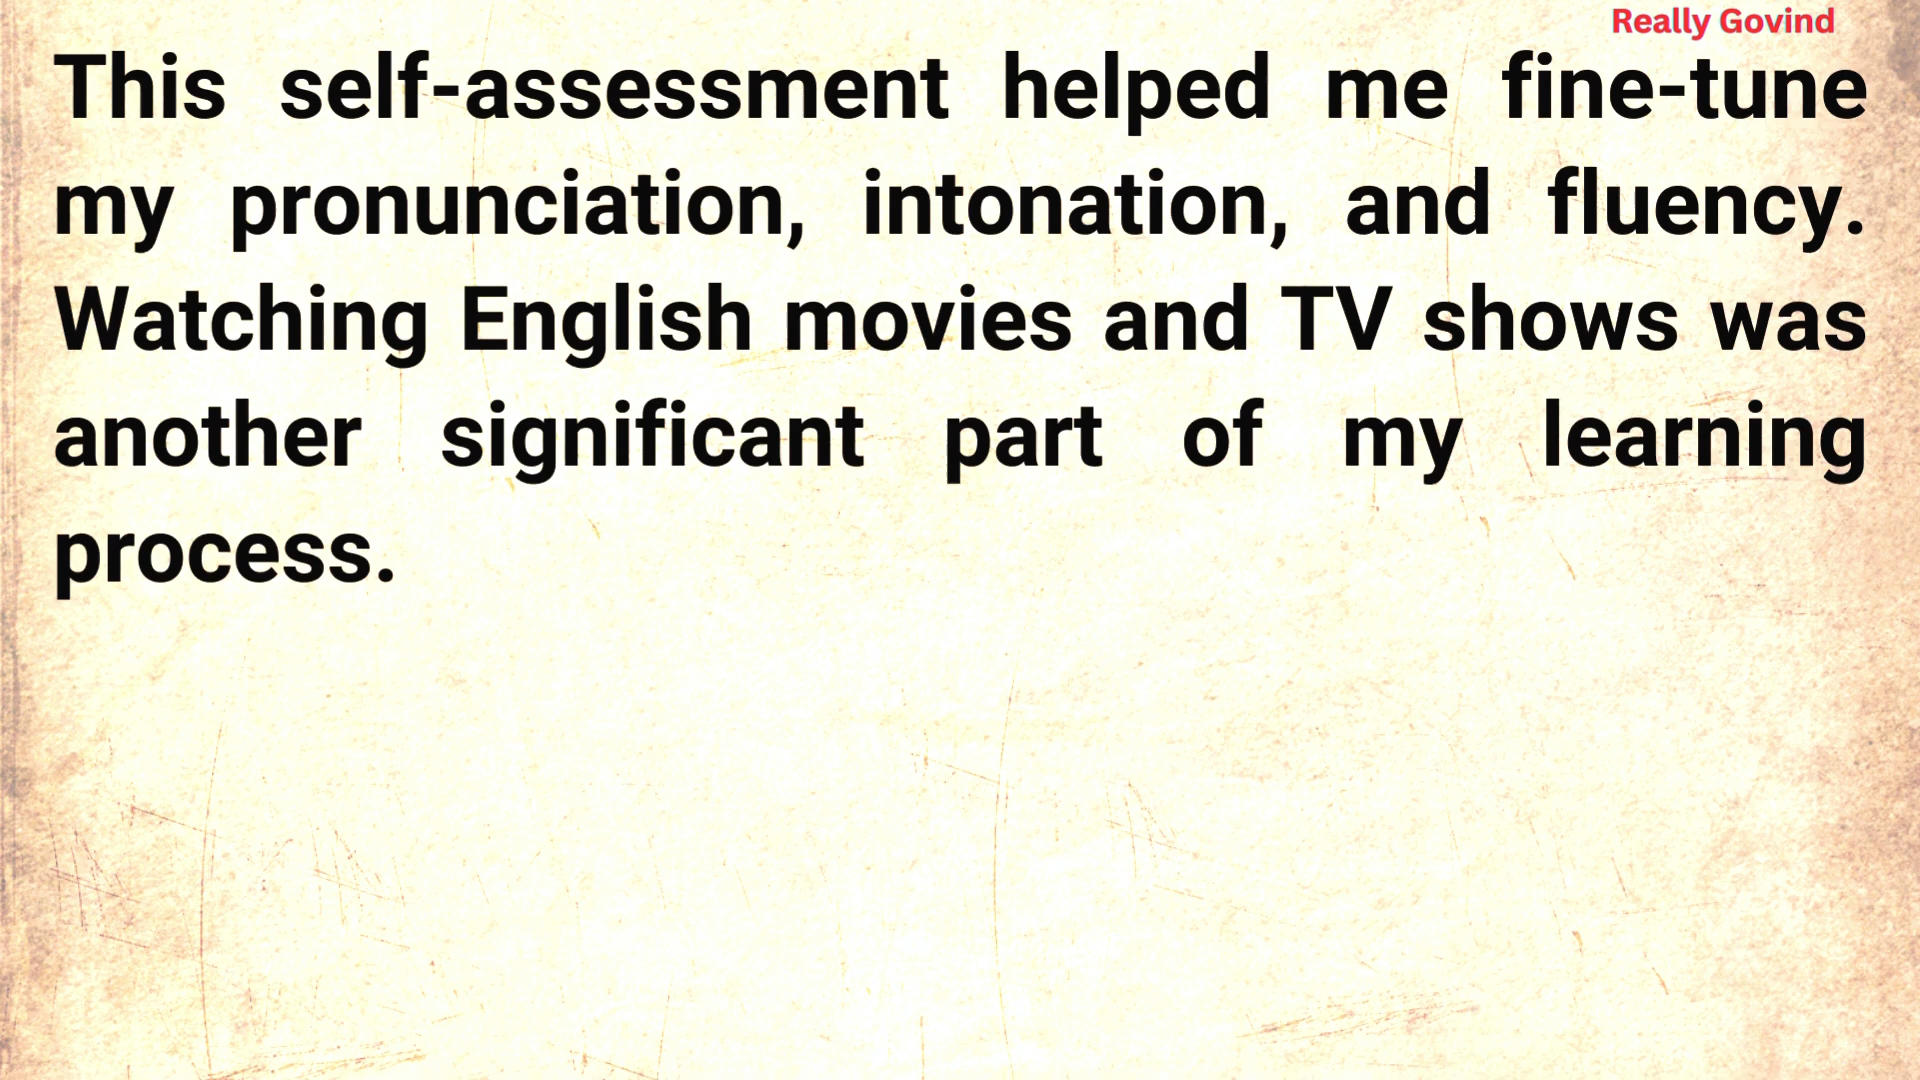 Really Govind
This self-assessment helped me fine-tune
my pronunciation, intonation, and fluency.
Watching English movies and TV shows was
another significant part of my learning
process.